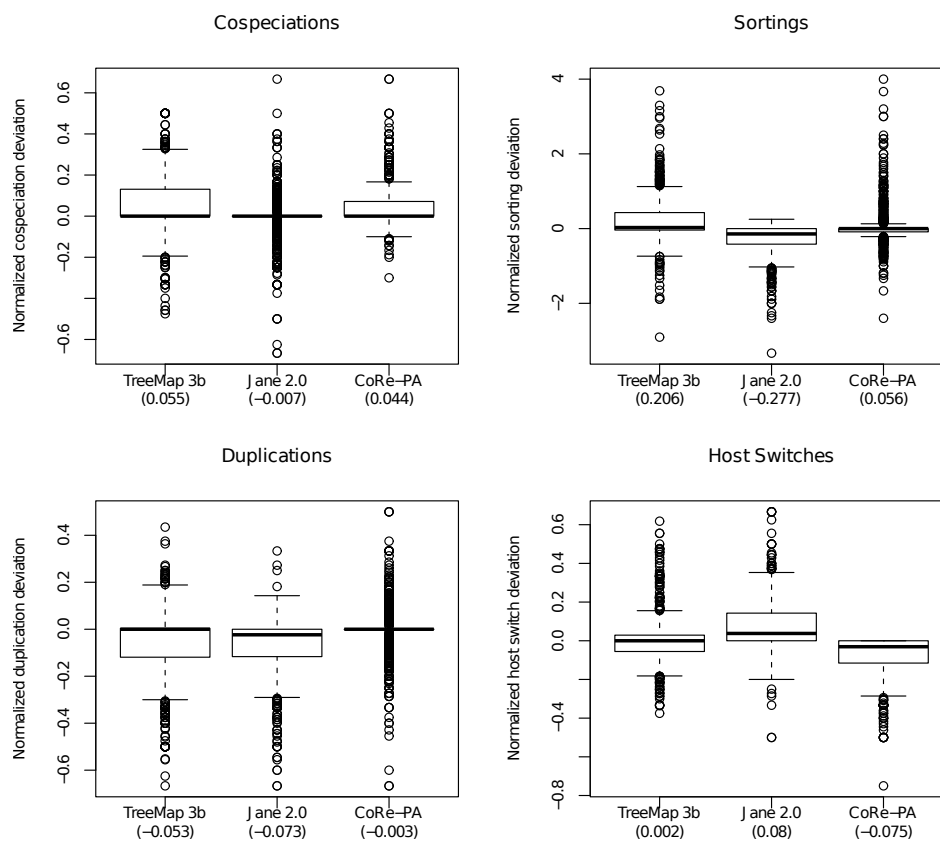 Cospeciations
Normalized cospeciation deviation
0.6
0.4
0.2
0.0
−0.2
−0.6
TreeMap 3b Jane 2.0 CoRe−PA
(0.055) (−0.007) (0.044)
Sortings
Normalized sorting deviation
4
2
0
−2
TreeMap 3b Jane 2.0 CoRe−PA
(0.206) (−0.277) (0.056)
Duplications
Normalized duplication deviation
0.4
0.2
0.0
−0.2
−0.4
−0.6
TreeMap 3b Jane 2.0 CoRe−PA
(−0.053) (−0.073) (−0.003)
Host Switches
Normalized host switch deviation
0.6
0.4
0.2
0.0
−0.4
−0.8
TreeMap 3b Jane 2.0 CoRe−PA
(0.002) (0.08) (−0.075)